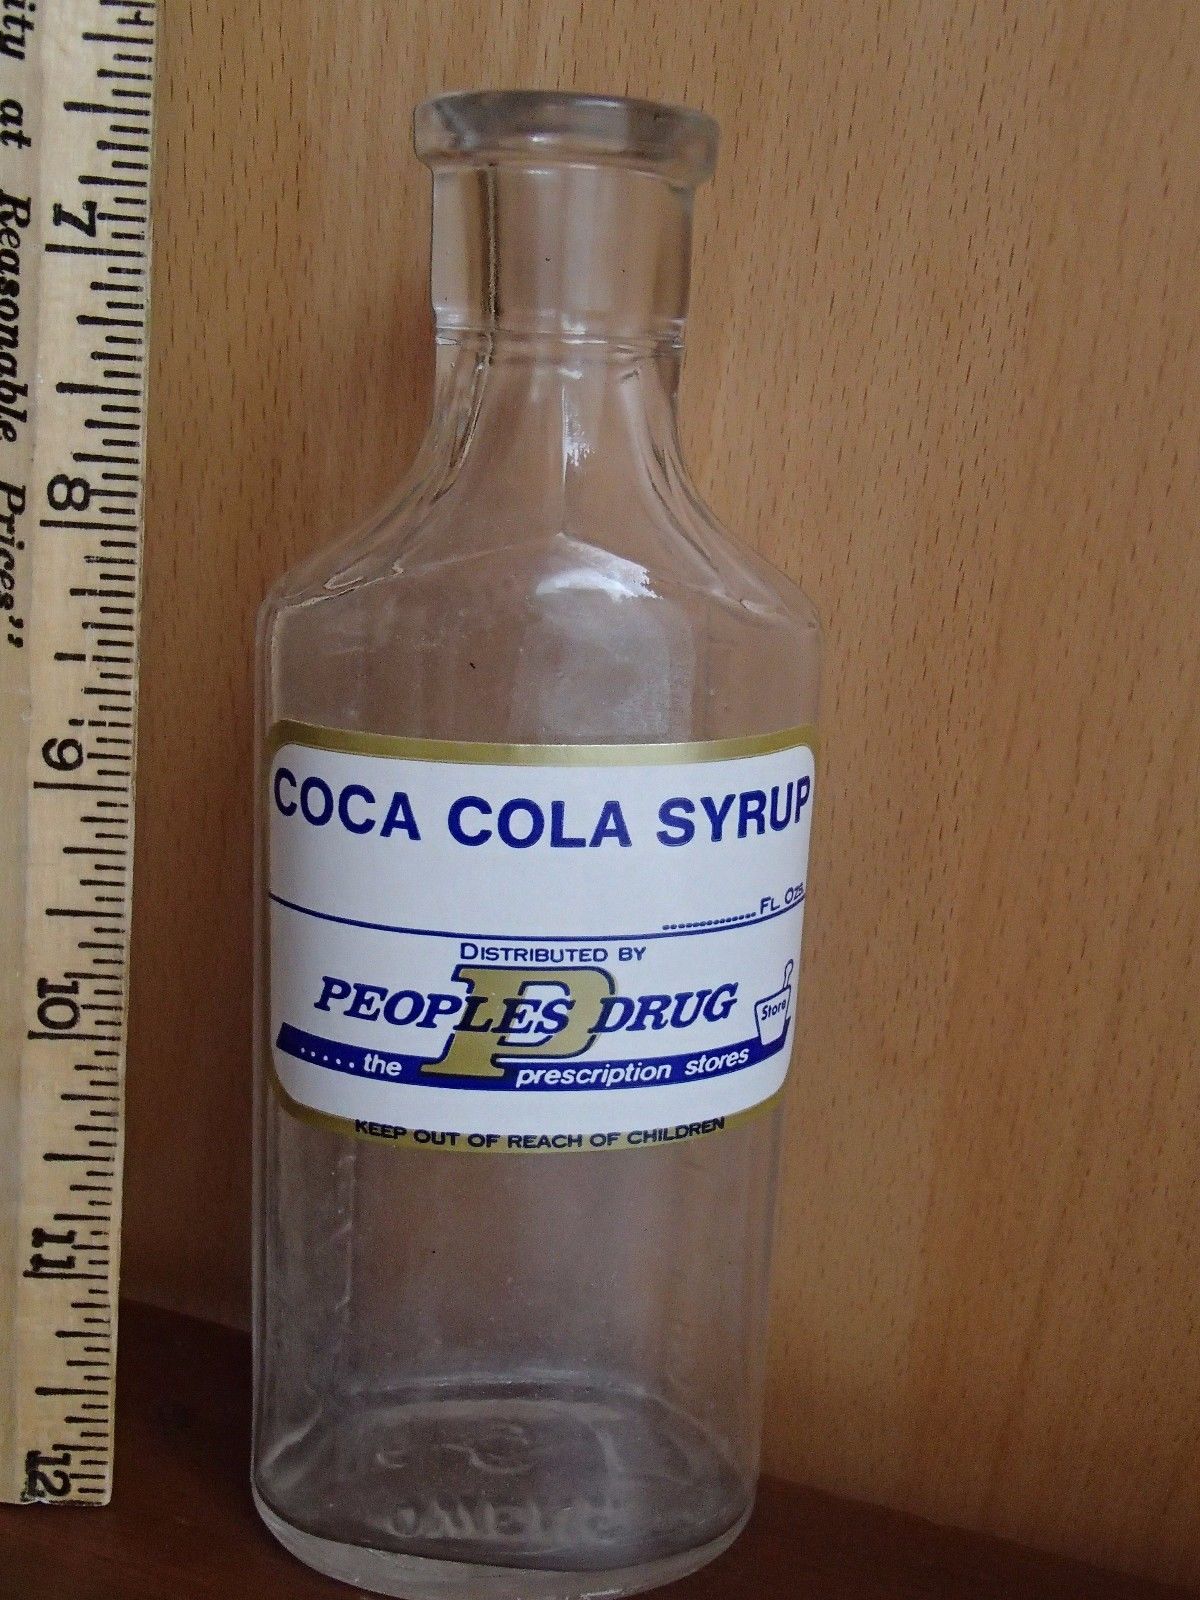 ity at Reasonable Prices"
7
8
9
10
11
12
COCA COLA SYRUP
..............FL. OZS.
DISTRIBUTED BY
P
PEOPLES DRUG
Store
.....the prescription stores
KEEP OUT OF REACH OF CHILDREN